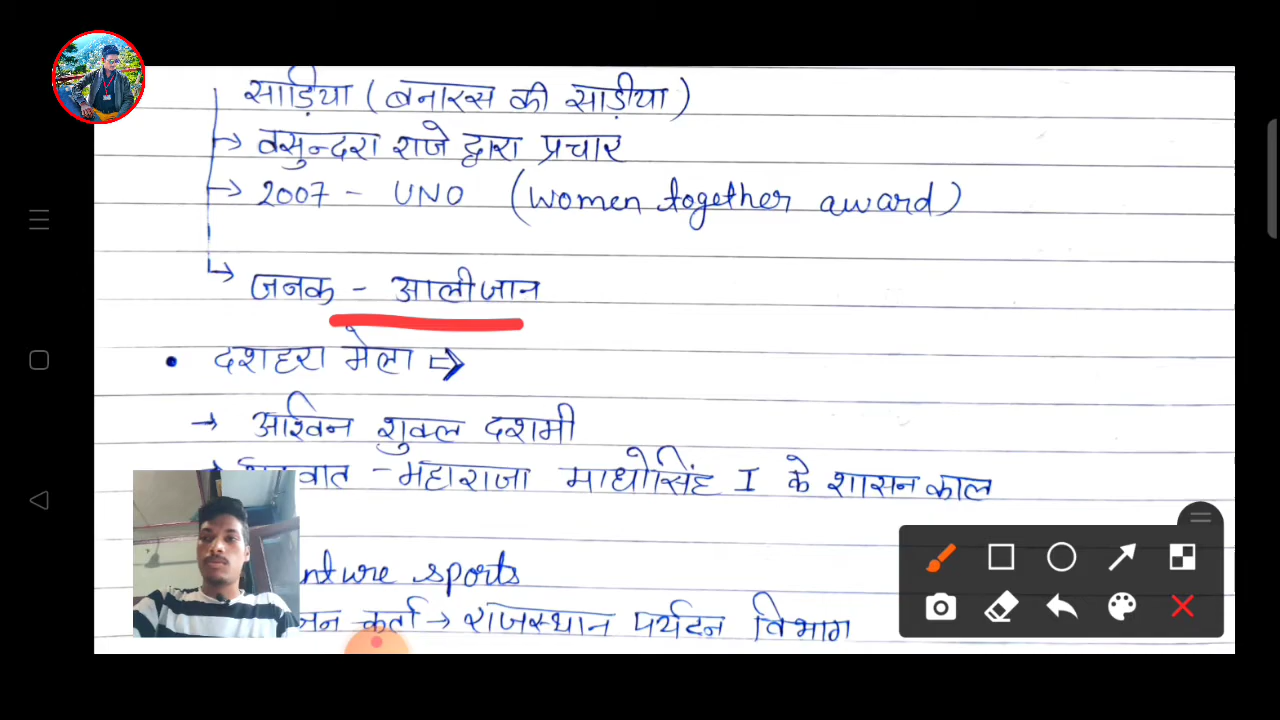 साड़िया (बनारस की साड़ीया)
→ वसुन्दरा राजे द्वारा प्रचार
→ 2007 - UNO (Women together award)
↳ जनक - आलीजान
• दशहरा मेला ⇒
→ अश्विन शुक्ल दशमी
- महाराजा माधोसिंह I के शासन काल
sports
कर्ता → राजस्थान पर्यटन विभाग